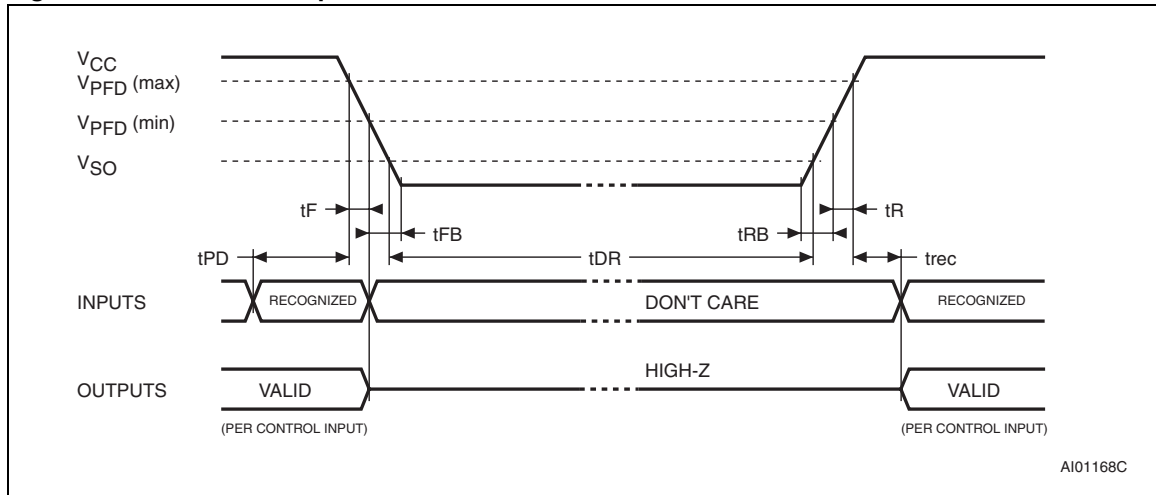 VCC
VPFD (max)
VPFD (min)
VSO
tF
tFB
tR
tRB
tPD
tDR
trec
INPUTS
RECOGNIZED
DON'T CARE
RECOGNIZED
HIGH-Z
OUTPUTS
VALID
VALID
(PER CONTROL INPUT)
(PER CONTROL INPUT)
AI01168C